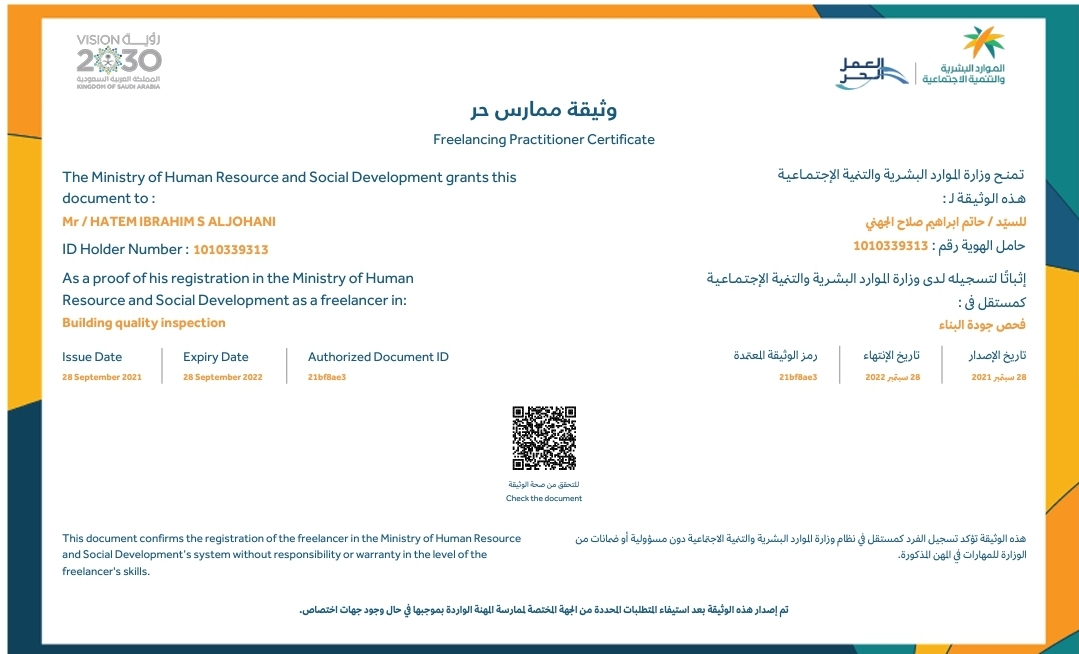 VISION رؤيــة
2030
المملكة العربية السعودية
KINGDOM OF SAUDI ARABIA
العمل
الحر
الموارد البشرية
والتنمية الاجتماعية
وثيقة ممارس حر
Freelancing Practitioner Certificate
The Ministry of Human Resource and Social Development grants this
document to :
Mr / HATEM IBRAHIM S ALJOHANI
ID Holder Number : 1010339313
As a proof of his registration in the Ministry of Human
Resource and Social Development as a freelancer in:
Building quality inspection
Issue Date
28 September 2021
Expiry Date
28 September 2022
Authorized Document ID
21bf8ae3
تمنـح وزارة الموارد البشرية والتنمية الإجتـماعـية
هـذه الوثيـقة لـ :
للسيّد / حاتم ابراهيم صلاح الجهني
حامل الهوية رقم : 1010339313
إثباتًا لتسجيله لـدى وزارة الموارد البشرية والتنمية الإجتـماعـية
كمستقل في :
فحص جودة البناء
تاريخ الإصدار
28 سبتمبر 2021
تاريخ الإنتهاء
28 سبتمبر 2022
رمز الوثيقة المعتمدة
21bf8ae3
للتحقق من صحة الوثيقة
Check the document
This document confirms the registration of the freelancer in the Ministry of Human Resource
and Social Development's system without responsibility or warranty in the level of the
freelancer's skills.
هذه الوثيقة تؤكد تسجيل الفرد كمستقل في نظام وزارة الموارد البشرية والتنمية الاجتماعية دون مسؤولية أو ضمانات من
الوزارة للمهارات في المهن المذكورة.
تم إصدار هذه الوثيقة بعد استيفاء المتطلبات المحددة من الجهة المختصة لممارسة المهنة الواردة بموجبها في حال وجود جهات اختصاص.